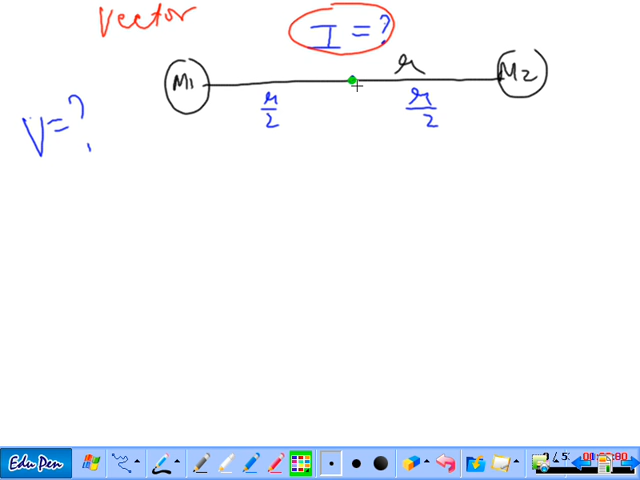 Vector
I = ?
r
M1
M2
r/2
r/2
V = ?
Edu Pen